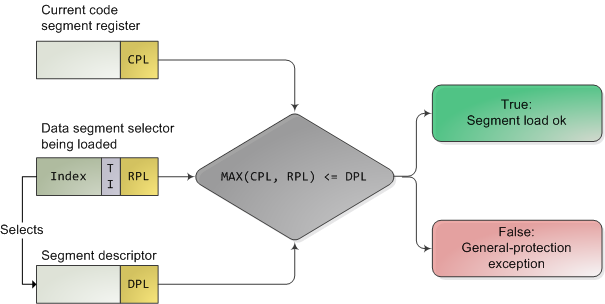 Current code
segment register
CPL
Data segment selector
being loaded
Index
T
I
RPL
Selects
Segment descriptor
DPL
MAX(CPL, RPL) <= DPL
True:
Segment load ok
False:
General-protection
exception